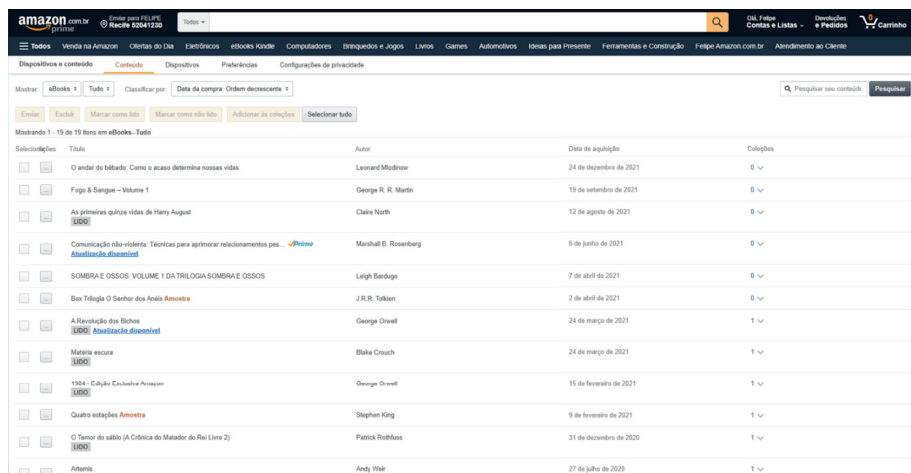 amazon.com.br
prime
Enviar para FELIPE
Recife 52041230
Todos
Olá, Felipe
Contas e Listas
Devoluções
e Pedidos
0
Carrinho
Todos Venda na Amazon Ofertas do Dia Eletrônicos eBooks Kindle Computadores Brinquedos e Jogos Livros Games Automotivos Ideias para Presente Ferramentas e Construção Felipe Amazon.com.br Atendimento ao Cliente
Dispositivos e conteúdo Conteúdo Dispositivos Preferências Configurações de privacidade
Mostrar: eBooks Tudo Classificar por: Data da compra: Ordem decrescente Pesquisar seu conteúdo Pesquisar
Enviar Excluir Marcar como lido Marcar como não lido Adicionar às coleções Selecionar tudo
Mostrando 1 - 19 de 19 itens em eBooks--Tudo
Título Autor Data de aquisição Coleções
... O andar do bêbado: Como o acaso determina nossas vidas Leonard Mlodinow 24 de dezembro de 2021 0
... Fogo & Sangue – Volume 1 George R. R. Martin 19 de setembro de 2021 0
... As primeiras quinze vidas de Harry August Claire North 12 de agosto de 2021 0
LIDO
... Comunicação não-violenta: Técnicas para aprimorar relacionamentos pes... Prime Marshall B. Rosenberg 6 de junho de 2021 0
Atualização disponível
... SOMBRA E OSSOS: VOLUME 1 DA TRILOGIA SOMBRA E OSSOS Leigh Bardugo 7 de abril de 2021 0
... Box Trilogia O Senhor dos Anéis Amostra J.R.R. Tolkien 2 de abril de 2021 0
... A Revolução dos Bichos George Orwell 24 de março de 2021 1
LIDO Atualização disponível
... Matéria escura Blake Crouch 24 de março de 2021 1
LIDO
... 1984 - Edição Exclusiva Amazon George Orwell 15 de fevereiro de 2021 1
LIDO
... Quatro estações Amostra Stephen King 9 de fevereiro de 2021 1
... O Temor do sábio (A Crônica do Matador do Rei Livro 2) Patrick Rothfuss 31 de dezembro de 2020 1
LIDO
... Artemis Andy Weir 27 de julho de 2020 1